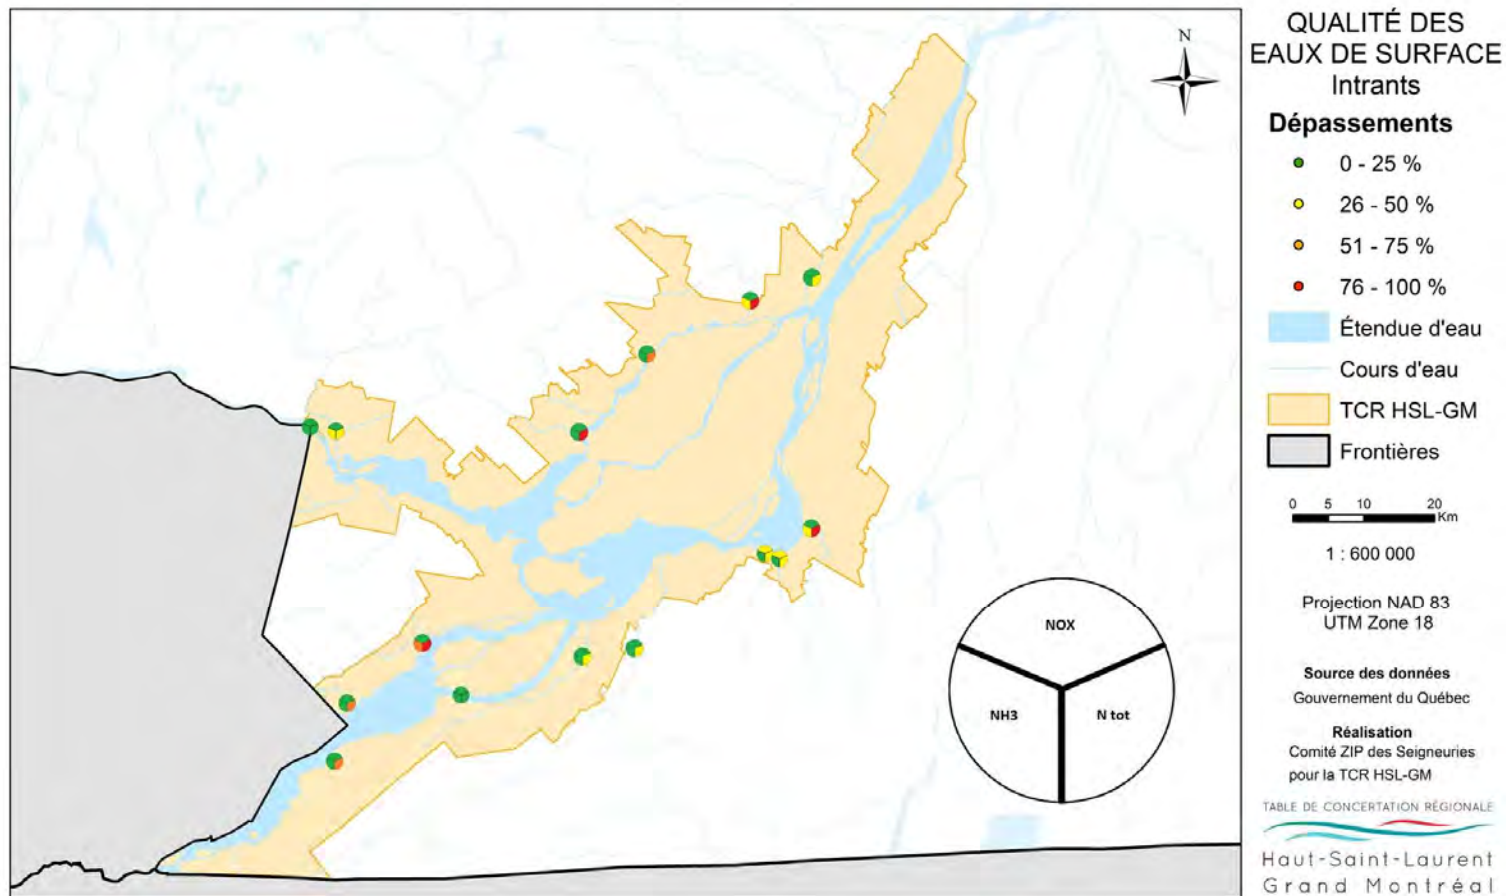 N
NOX
NH3
N tot
QUALITÉ DES
EAUX DE SURFACE
Intrants
Dépassements
0 - 25 %
26 - 50 %
51 - 75 %
76 - 100 %
Étendue d'eau
Cours d'eau
TCR HSL-GM
Frontières
0 5 10 20
Km
1 : 600 000
Projection NAD 83
UTM Zone 18
Source des données
Gouvernement du Québec
Réalisation
Comité ZIP des Seigneuries
pour la TCR HSL-GM
TABLE DE CONCERTATION RÉGIONALE
Haut-Saint-Laurent
Grand Montréal